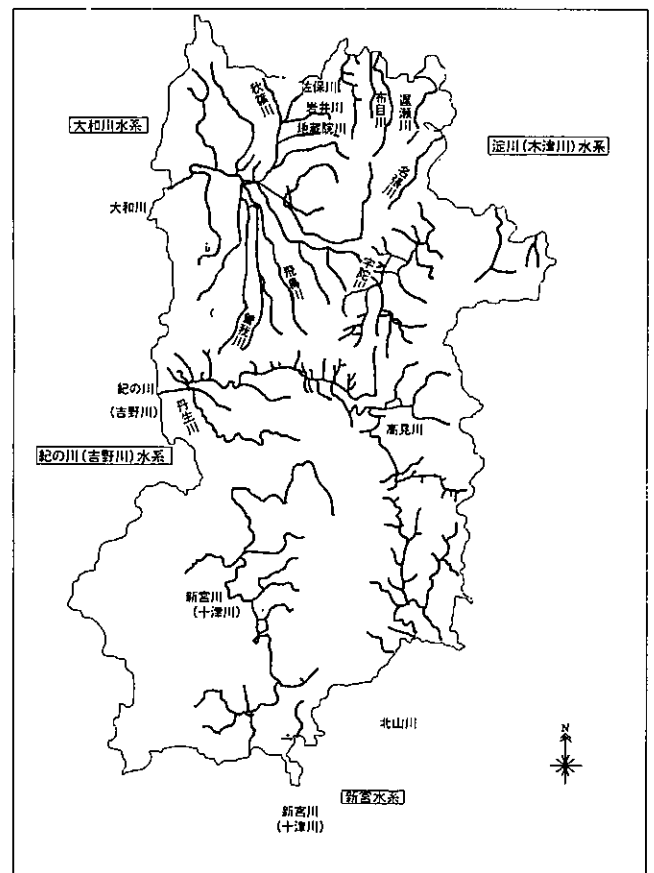 佐保川
秋篠川
岩井川
布目川
遅瀬川
大和川水系
地蔵院川
淀川(木津川)水系
名張川
大和川
宇陀川
飛鳥川
曽我川
紀の川
(吉野川)
丹生川
高見川
紀の川(吉野川)水系
新宮川
(十津川)
北山川
N
新宮水系
新宮川
(十津川)